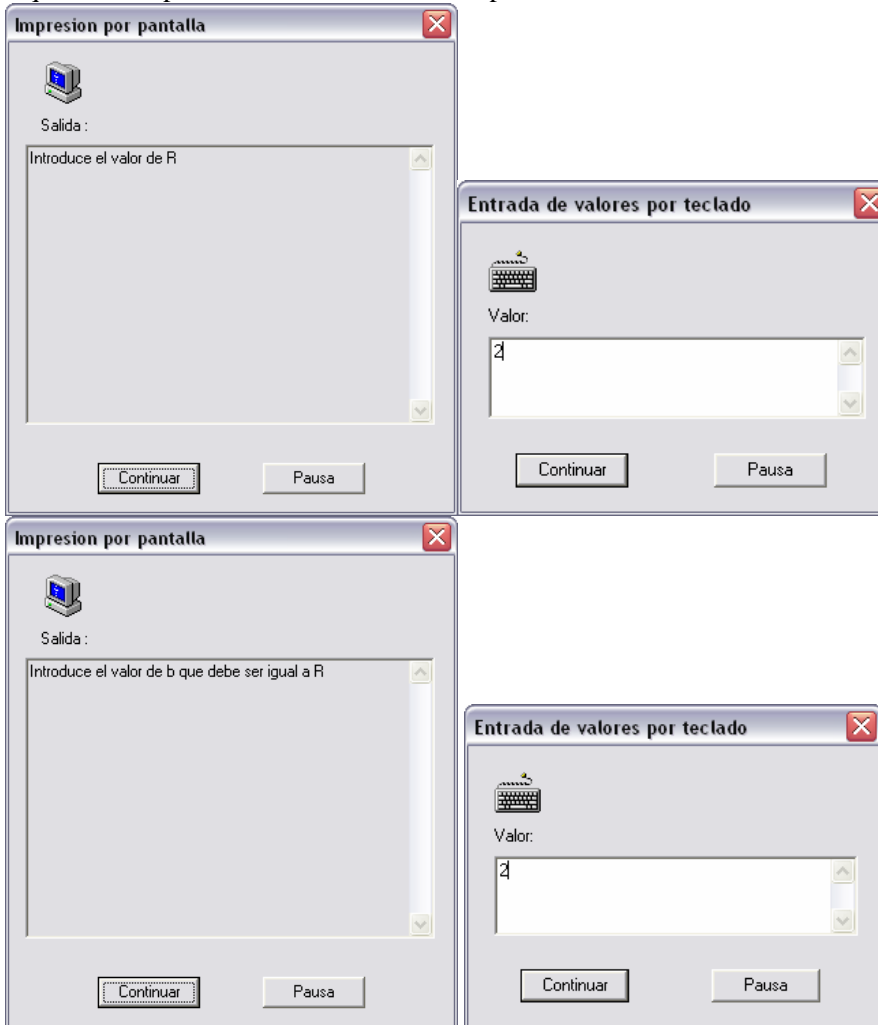 Impresion por pantalla
Salida :
Introduce el valor de R
Continuar
Pausa
Entrada de valores por teclado
Valor:
2
Continuar
Pausa
Impresion por pantalla
Salida :
Introduce el valor de b que debe ser igual a R
Continuar
Pausa
Entrada de valores por teclado
Valor:
2
Continuar
Pausa